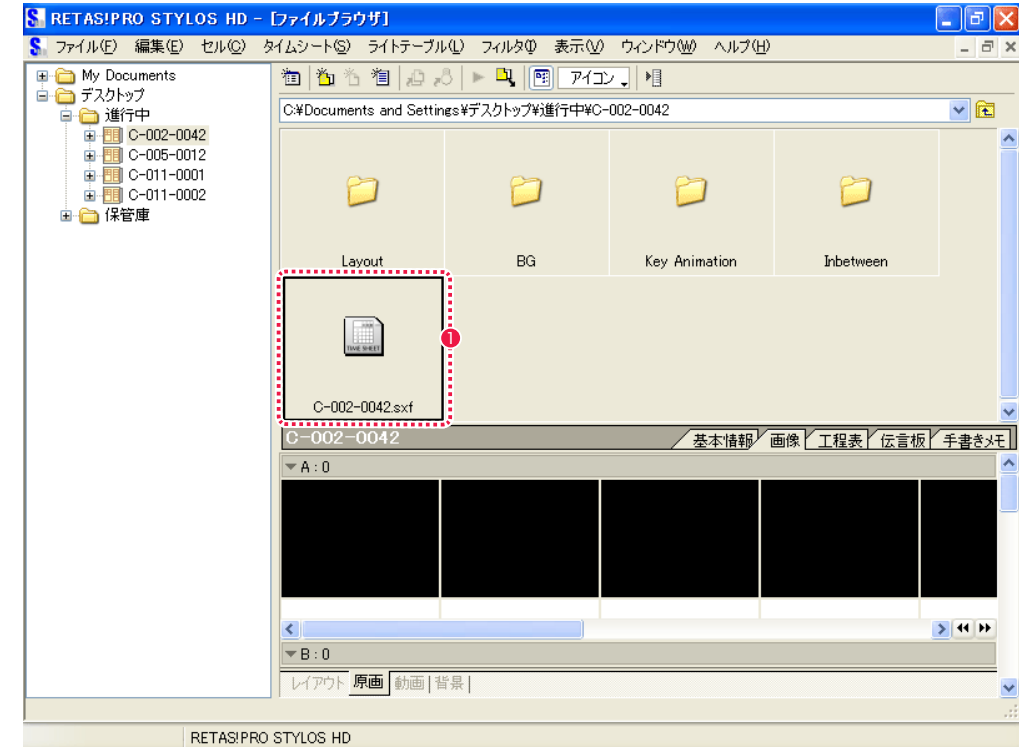 RETAS!PRO STYLOS HD - [ファイルブラウザ]
ファイル(F) 編集(E) セル(C) タイムシート(S) ライトテーブル(L) フィルタ(I) 表示(V) ウィンドウ(W) ヘルプ(H)
My Documents
デスクトップ
進行中
C-002-0042
C-005-0012
C-011-0001
C-011-0002
保管庫
アイコン
C:¥Documents and Settings¥デスクトップ¥進行中¥C-002-0042
Layout BG Key Animation Inbetween
1
TIME SHEET
C-002-0042.sxf
C-002-0042 基本情報 画像 工程表 伝言板 手書きメモ
A : 0
B : 0
レイアウト 原画 動画 背景
RETAS!PRO STYLOS HD